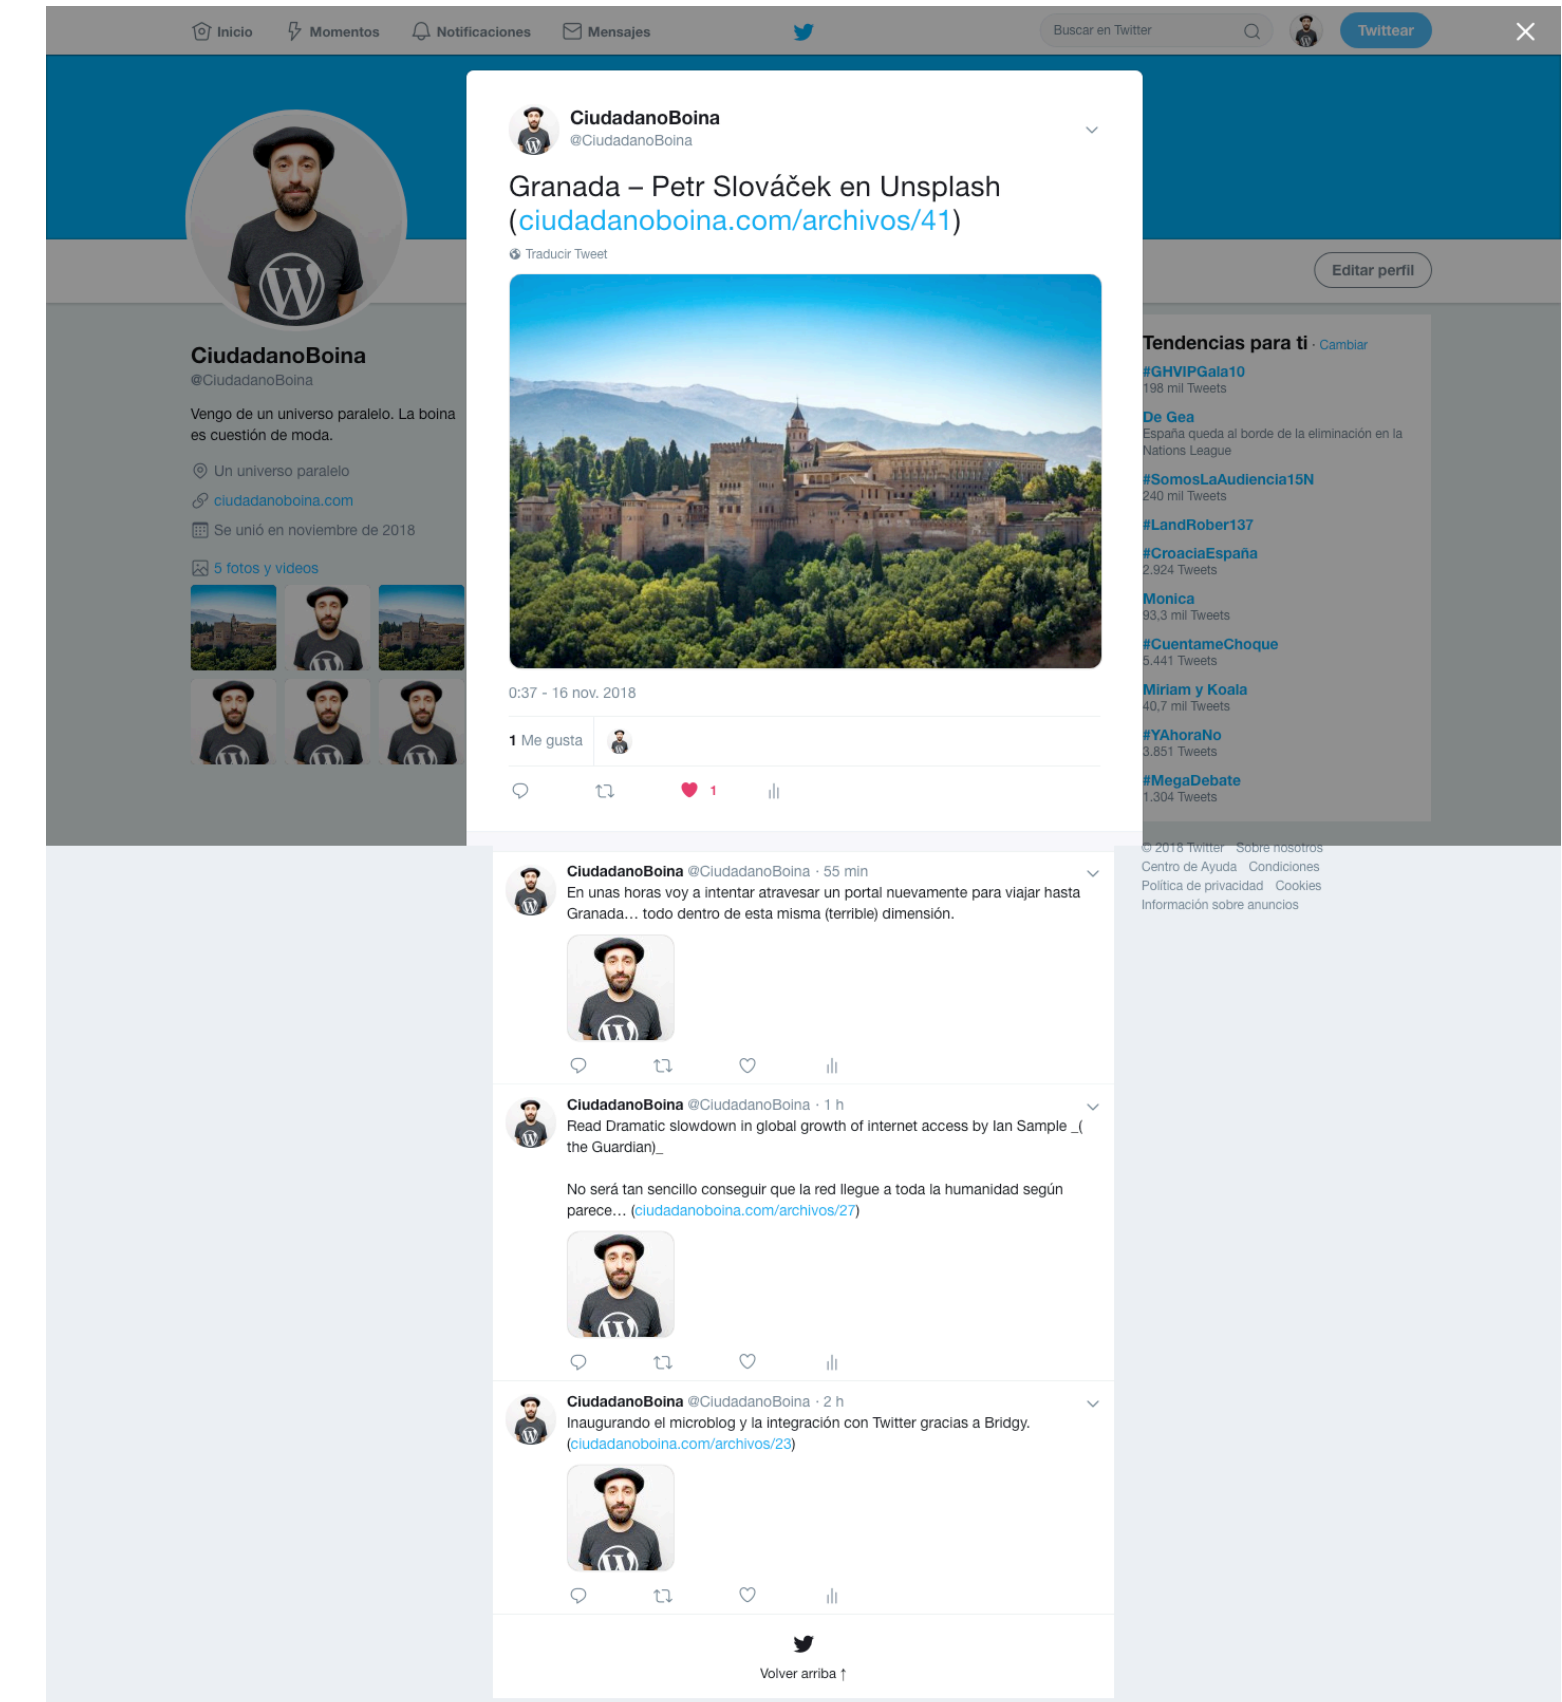 Inicio
Momentos
Notificaciones
Mensajes
Buscar en Twitter
Twittear
CiudadanoBoina
@CiudadanoBoina
Granada – Petr Slováček en Unsplash
(ciudadanoboina.com/archivos/41)
Traducir Tweet
0:37 - 16 nov. 2018
1 Me gusta
1
Editar perfil
CiudadanoBoina
@CiudadanoBoina
Vengo de un universo paralelo. La boina
es cuestión de moda.
Un universo paralelo
ciudadanoboina.com
Se unió en noviembre de 2018
5 fotos y videos
Tendencias para ti · Cambiar
#GHVIPGala10
198 mil Tweets
De Gea
España queda al borde de la eliminación en la
Nations League
#SomosLaAudiencia15N
240 mil Tweets
#LandRober137
#CroaciaEspaña
2.924 Tweets
Monica
93,3 mil Tweets
#CuentameChoque
5.441 Tweets
Miriam y Koala
40,7 mil Tweets
#YAhoraNo
3.851 Tweets
#MegaDebate
1.304 Tweets
© 2018 Twitter Sobre nosotros
Centro de Ayuda Condiciones
Política de privacidad Cookies
Información sobre anuncios
CiudadanoBoina @CiudadanoBoina · 55 min
En unas horas voy a intentar atravesar un portal nuevamente para viajar hasta
Granada… todo dentro de esta misma (terrible) dimensión.
CiudadanoBoina @CiudadanoBoina · 1 h
Read Dramatic slowdown in global growth of internet access by Ian Sample _(
the Guardian)_
No será tan sencillo conseguir que la red llegue a toda la humanidad según
parece… (ciudadanoboina.com/archivos/27)
CiudadanoBoina @CiudadanoBoina · 2 h
Inaugurando el microblog y la integración con Twitter gracias a Bridgy.
(ciudadanoboina.com/archivos/23)
Volver arriba ↑